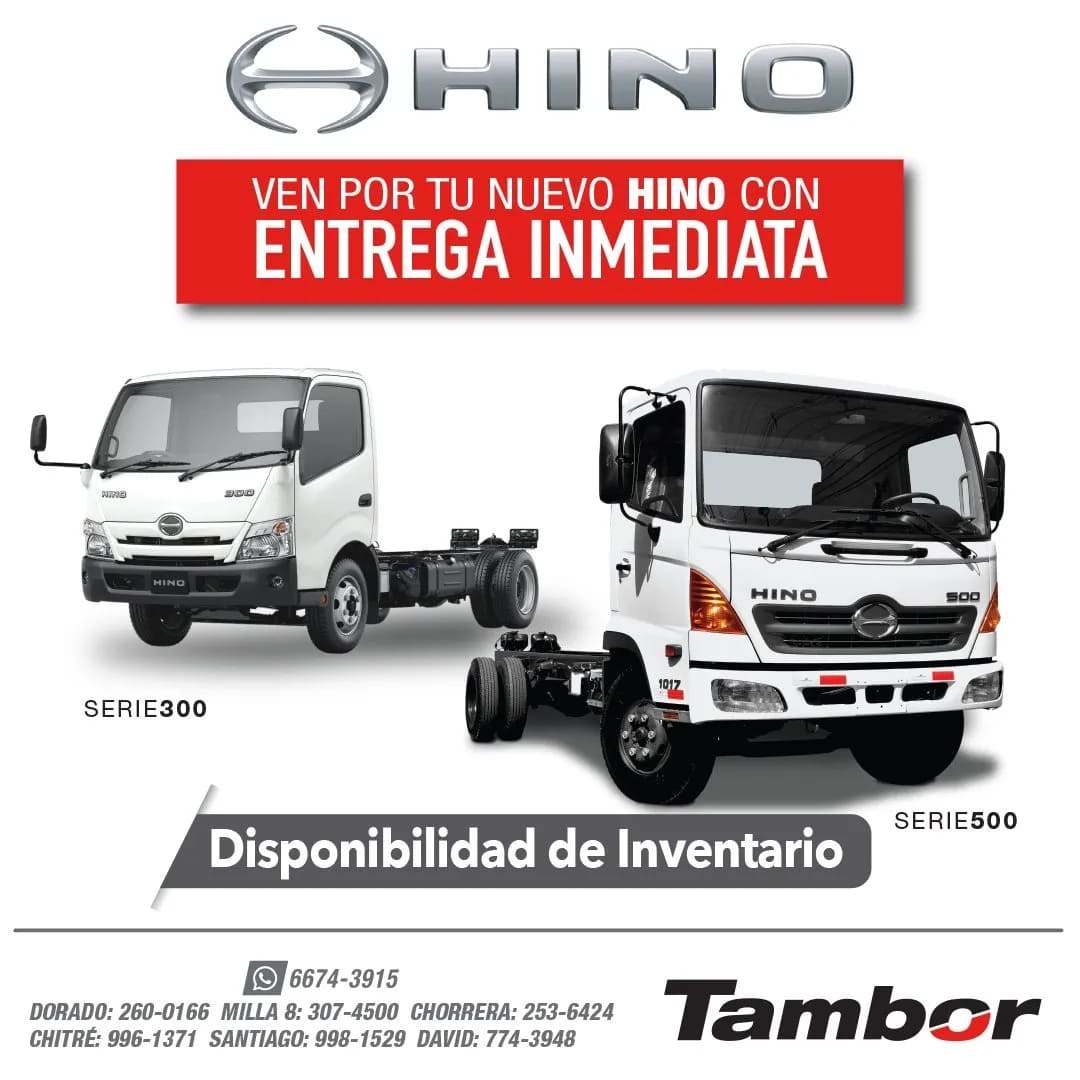 HINO
VEN POR TU NUEVO HINO CON
ENTREGA INMEDIATA
HINO
300
HINO
HINO
500
1017
SERIE300
SERIE500
Disponibilidad de Inventario
6674-3915
DORADO: 260-0166 MILLA 8: 307-4500 CHORRERA: 253-6424
CHITRÉ: 996-1371 SANTIAGO: 998-1529 DAVID: 774-3948
Tambor